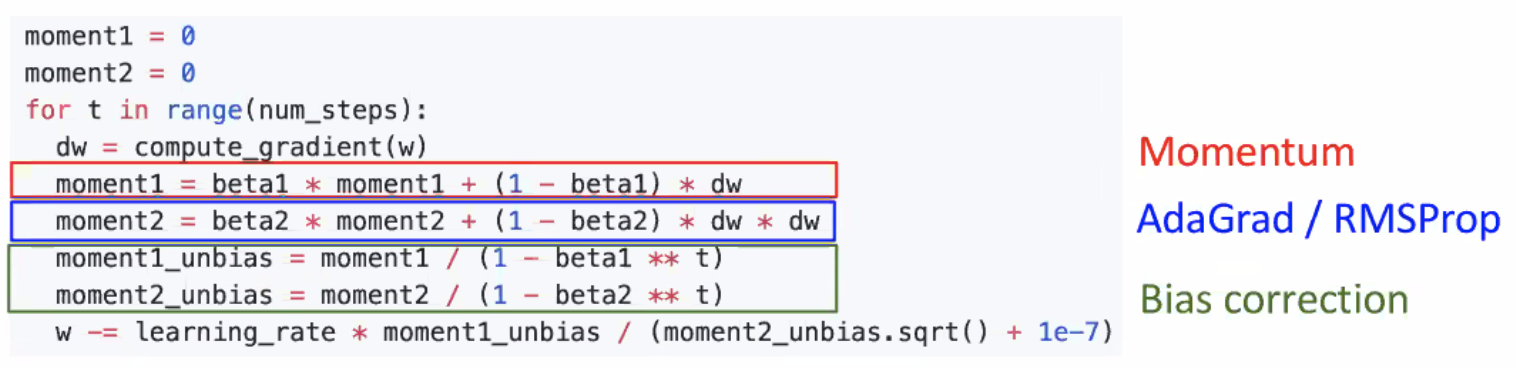 moment1 = 0
moment2 = 0
for t in range(num_steps):
  dw = compute_gradient(w)
  moment1 = beta1 * moment1 + (1 - beta1) * dw
  moment2 = beta2 * moment2 + (1 - beta2) * dw * dw
  moment1_unbias = moment1 / (1 - beta1 ** t)
  moment2_unbias = moment2 / (1 - beta2 ** t)
  w -= learning_rate * moment1_unbias / (moment2_unbias.sqrt() + 1e-7)
Momentum
AdaGrad / RMSProp
Bias correction